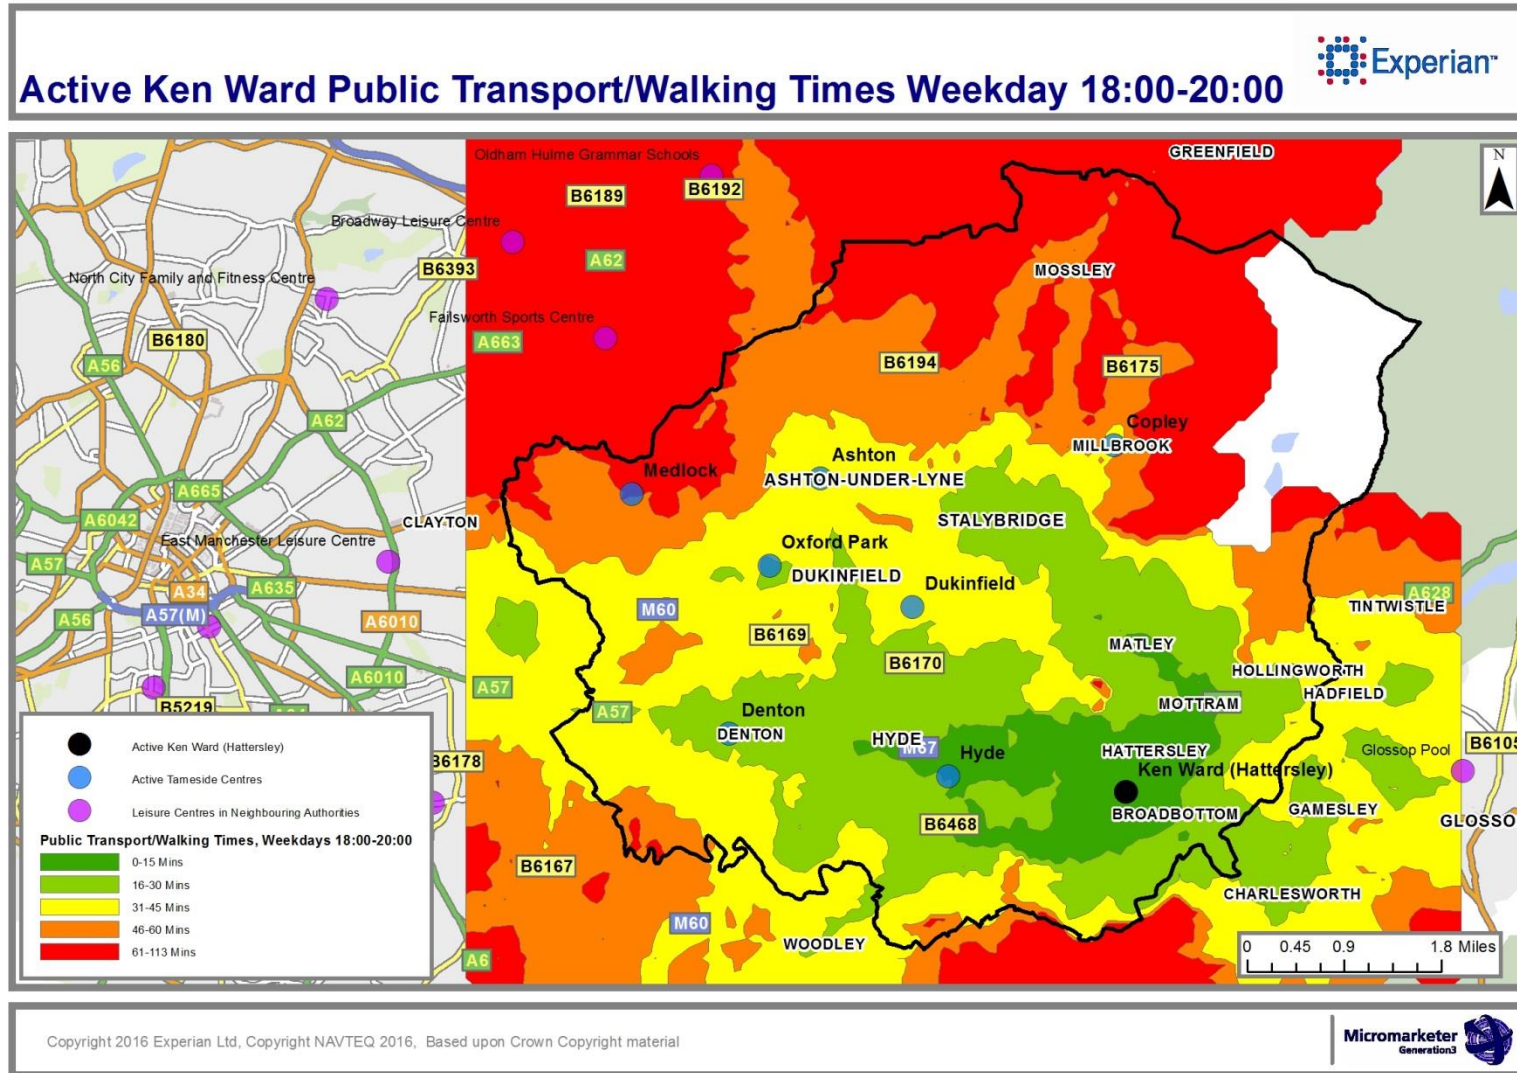 Active Ken Ward Public Transport/Walking Times Weekday 18:00-20:00
Experian™
Oldham Hulme Grammar Schools
GREENFIELD
N
B6189
B6192
Broadway Leisure Centre
A62
B6393
MOSSLEY
North City Family and Fitness Centre
Failsworth Sports Centre
B6180
A663
A56
B6194
B6175
A62
Copley
MILLBROOK
Ashton
Medlock
ASHTON-UNDER-LYNE
A665
A6042
CLAYTON
STALYBRIDGE
East Manchester Leisure Centre
Oxford Park
A57
DUKINFIELD
Dukinfield
A635
A34
A628
A57(M)
M60
TINTWISTLE
A56
A6010
B6169
MATLEY
B6170
HOLLINGWORTH
A6010
A57
HADFIELD
MOTTRAM
B5219
A57
Denton
DENTON
HYDE
M67
Hyde
HATTERSLEY
Glossop Pool
B6105
B6178
Ken Ward (Hattersley)
GAMESLEY
BROADBOTTOM
B6468
GLOSSO
B6167
CHARLESWORTH
M60
WOODLEY
A6
Active Ken Ward (Hattersley)
Active Tameside Centres
Leisure Centres in Neighbouring Authorities
Public Transport/Walking Times, Weekdays 18:00-20:00
0-15 Mins
16-30 Mins
31-45 Mins
46-60 Mins
61-113 Mins
0 0.45 0.9 1.8 Miles
Copyright 2016 Experian Ltd, Copyright NAVTEQ 2016, Based upon Crown Copyright material
Micromarketer
Generation3